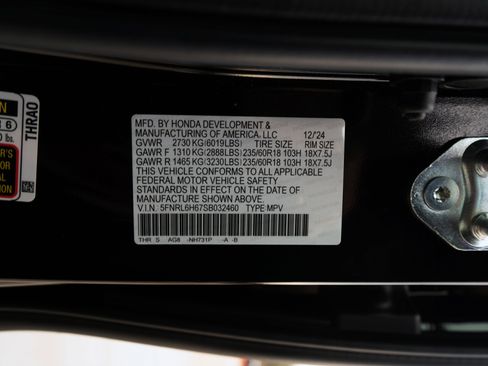 MFD. BY HONDA DEVELOPMENT &
MANUFACTURING OF AMERICA, LLC 12/24
GVWR 2730 KG(6019LBS) TIRE SIZE RIM SIZE
GAWR F 1310 KG(2888LBS) 235/60R18 103H 18X7.5J
GAWR R 1465 KG(3230LBS) 235/60R18 103H 18X7.5J
THIS VEHICLE CONFORMS TO ALL APPLICABLE
FEDERAL MOTOR VEHICLE SAFETY
STANDARDS IN EFFECT ON THE DATE OF
MANUFACTURE SHOWN ABOVE.
V.I.N. 5FNRL6H67SB032460 TYPE MPV
THR S AG8 -NH731P -A -B
THRA0